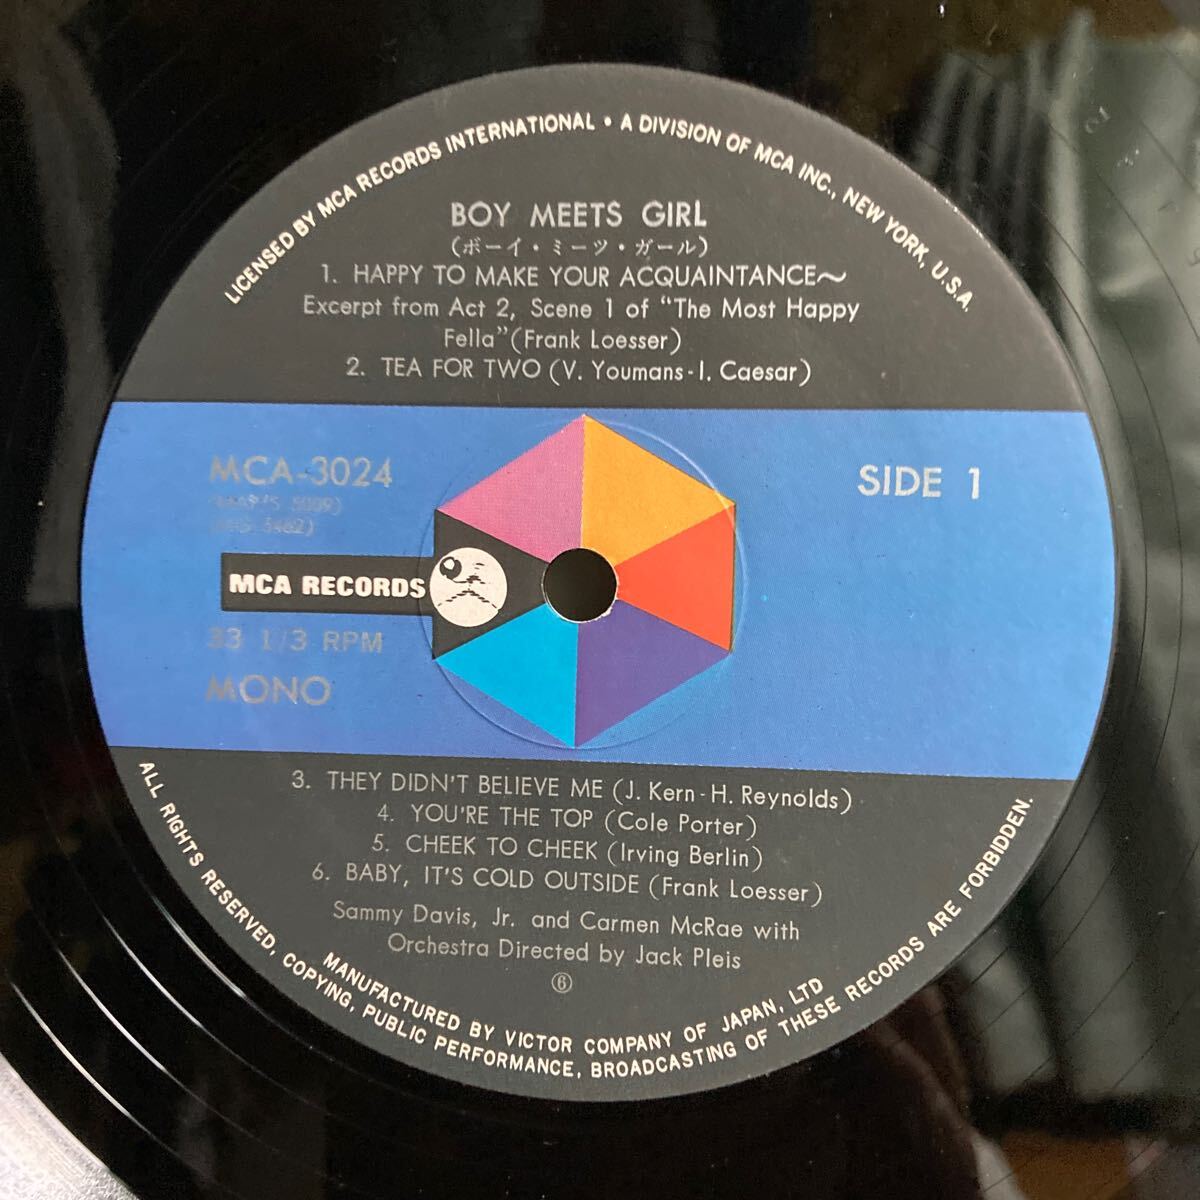 LICENSED BY MCA RECORDS INTERNATIONAL • A DIVISION OF MCA INC., NEW YORK, U.S.A.
BOY MEETS GIRL
(ボーイ・ミーツ・ガール)
1. HAPPY TO MAKE YOUR ACQUAINTANCE～
Excerpt from Act 2, Scene 1 of “The Most Happy
Fella”(Frank Loesser)
2. TEA FOR TWO (V. Youmans-I. Caesar)
MCA-3024
SIDE 1
MCA RECORDS
33 1/3 RPM
MONO
3. THEY DIDN'T BELIEVE ME (J. Kern-H. Reynolds)
4. YOU'RE THE TOP (Cole Porter)
5. CHEEK TO CHEEK (Irving Berlin)
6. BABY, IT'S COLD OUTSIDE (Frank Loesser)
Sammy Davis, Jr. and Carmen McRae with
Orchestra Directed by Jack Pleis
⑥
MANUFACTURED BY VICTOR COMPANY OF JAPAN, LTD
ALL RIGHTS RESERVED, COPYING, PUBLIC PERFORMANCE, BROADCASTING OF THESE RECORDS ARE FORBIDDEN.